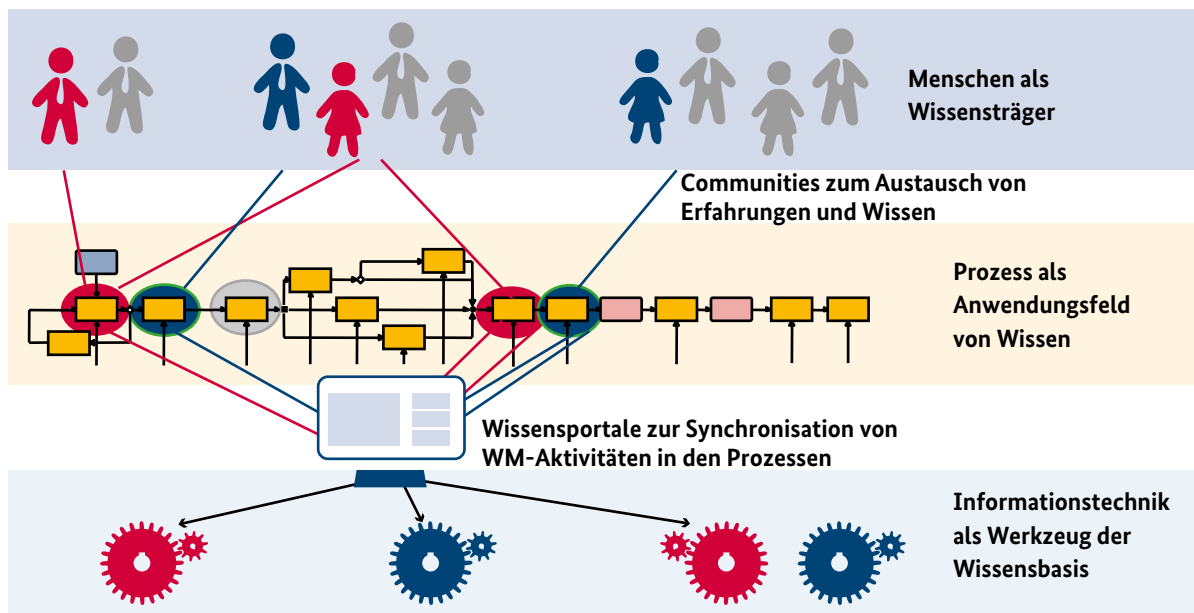 Menschen als
Wissensträger
Communities zum Austausch von
Erfahrungen und Wissen
Prozess als
Anwendungsfeld
von Wissen
Wissensportale zur Synchronisation von
WM-Aktivitäten in den Prozessen
Informationstechnik
als Werkzeug der
Wissensbasis